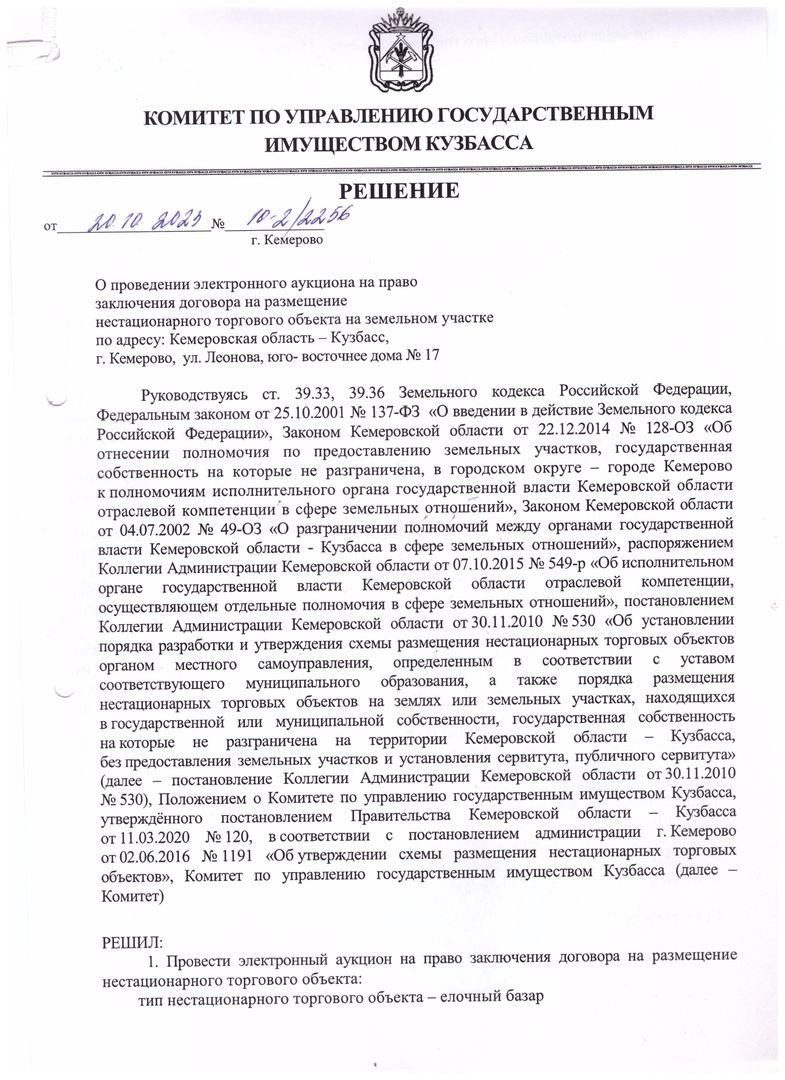 КОМИТЕТ ПО УПРАВЛЕНИЮ ГОСУДАРСТВЕННЫМ
ИМУЩЕСТВОМ КУЗБАССА
РЕШЕНИЕ
от 20.10.2023 № 10-2/2256
г. Кемерово
О проведении электронного аукциона на право
заключения договора на размещение
нестационарного торгового объекта на земельном участке
по адресу: Кемеровская область – Кузбасс,
г. Кемерово, ул. Леонова, юго- восточнее дома № 17
Руководствуясь ст. 39.33, 39.36 Земельного кодекса Российской Федерации,
Федеральным законом от 25.10.2001 № 137-ФЗ «О введении в действие Земельного кодекса
Российской Федерации», Законом Кемеровской области от 22.12.2014 № 128-ОЗ «Об
отнесении полномочия по предоставлению земельных участков, государственная
собственность на которые не разграничена, в городском округе – городе Кемерово
к полномочиям исполнительного органа государственной власти Кемеровской области
отраслевой компетенции в сфере земельных отношений», Законом Кемеровской области
от 04.07.2002 № 49-ОЗ «О разграничении полномочий между органами государственной
власти Кемеровской области - Кузбасса в сфере земельных отношений», распоряжением
Коллегии Администрации Кемеровской области от 07.10.2015 № 549-р «Об исполнительном
органе государственной власти Кемеровской области отраслевой компетенции,
осуществляющем отдельные полномочия в сфере земельных отношений», постановлением
Коллегии Администрации Кемеровской области от 30.11.2010 № 530 «Об установлении
порядка разработки и утверждения схемы размещения нестационарных торговых объектов
органом местного самоуправления, определенным в соответствии с уставом
соответствующего муниципального образования, а также порядка размещения
нестационарных торговых объектов на землях или земельных участках, находящихся
в государственной или муниципальной собственности, государственная собственность
на которые не разграничена на территории Кемеровской области – Кузбасса,
без предоставления земельных участков и установления сервитута, публичного сервитута»
(далее – постановление Коллегии Администрации Кемеровской области от 30.11.2010
№ 530), Положением о Комитете по управлению государственным имуществом Кузбасса,
утверждённого постановлением Правительства Кемеровской области – Кузбасса
от 11.03.2020 № 120, в соответствии с постановлением администрации г. Кемерово
от 02.06.2016 № 1191 «Об утверждении схемы размещения нестационарных торговых
объектов», Комитет по управлению государственным имуществом Кузбасса (далее –
Комитет)
РЕШИЛ:
1. Провести электронный аукцион на право заключения договора на размещение
нестационарного торгового объекта:
тип нестационарного торгового объекта – елочный базар